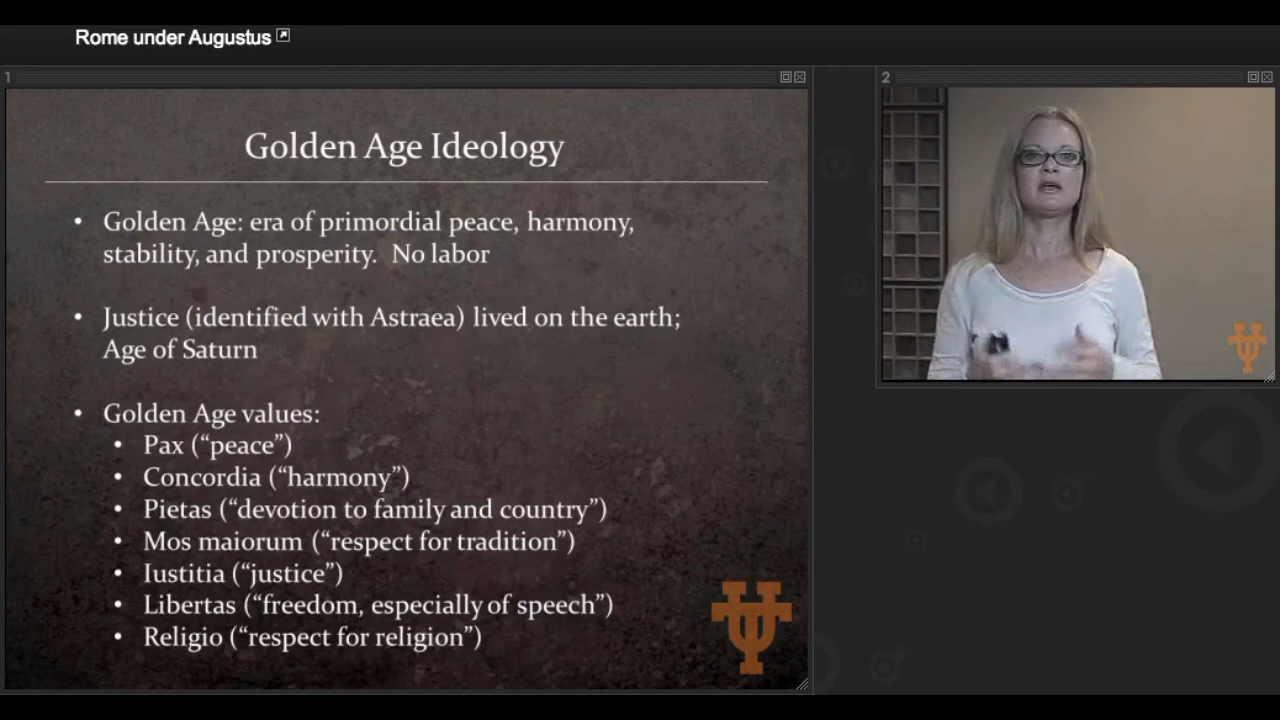 Rome under Augustus
1
2
Golden Age Ideology
• Golden Age: era of primordial peace, harmony,
stability, and prosperity. No labor
• Justice (identified with Astraea) lived on the earth;
Age of Saturn
• Golden Age values:
• Pax (“peace”)
• Concordia (“harmony”)
• Pietas (“devotion to family and country”)
• Mos maiorum (“respect for tradition”)
• Iustitia (“justice”)
• Libertas (“freedom, especially of speech”)
• Religio (“respect for religion”)
UT
UT